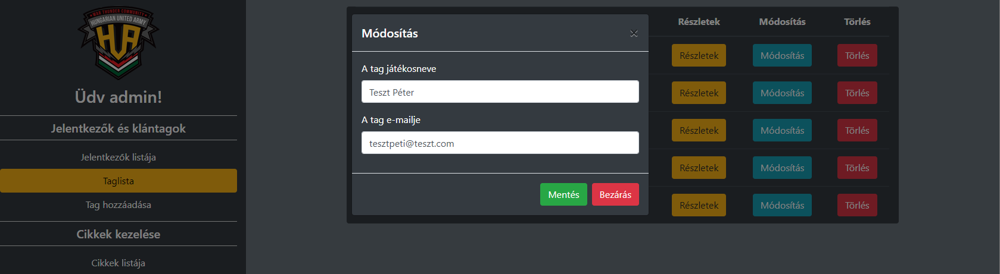 WAR THUNDER COMMUNITY
HUNGARIAN UNITED ARMY
HUA
Üdv admin!
Jelentkezők és klántagok
Jelentkezők listája
Taglista
Tag hozzáadása
Cikkek kezelése
Cikkek listája
Módosítás ×
A tag játékosneve
Teszt Péter
A tag e-mailje
tesztpeti@teszt.com
Mentés Bezárás
Részletek Módosítás Törlés
Részletek Módosítás Törlés
Részletek Módosítás Törlés
Részletek Módosítás Törlés
Részletek Módosítás Törlés
Részletek Módosítás Törlés